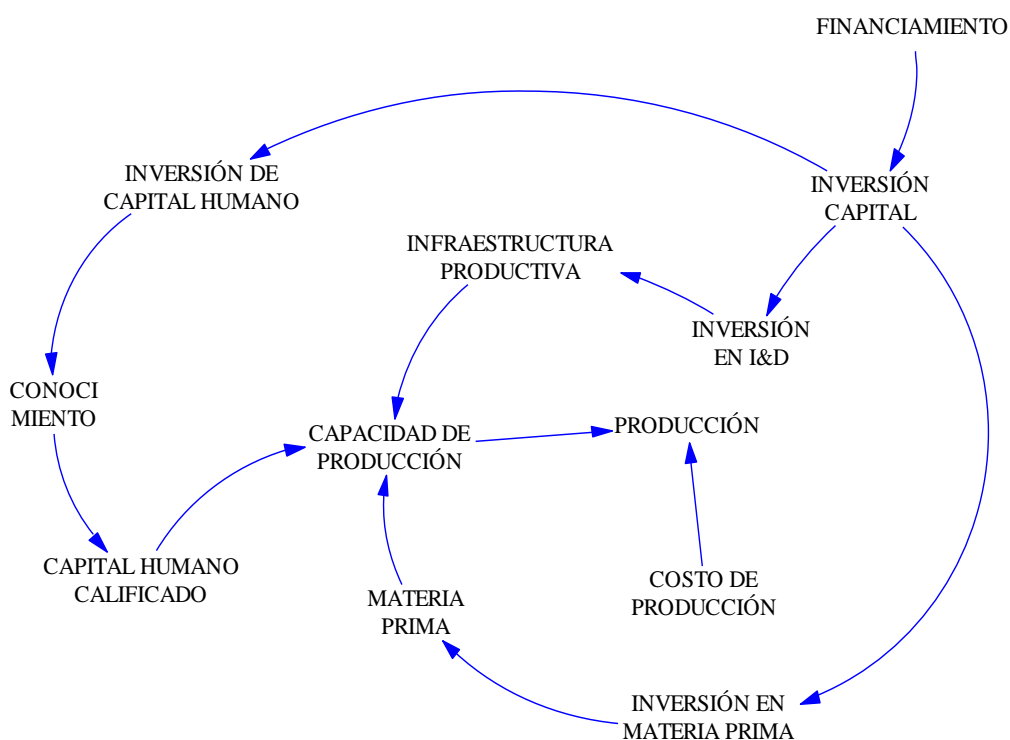 FINANCIAMIENTO
INVERSIÓN DE
CAPITAL HUMANO
INVERSIÓN
CAPITAL
INFRAESTRUCTURA
PRODUCTIVA
INVERSIÓN
EN I&D
CONOCI
MIENTO
CAPACIDAD DE
PRODUCCIÓN
PRODUCCIÓN
CAPITAL HUMANO
CALIFICADO
MATERIA
PRIMA
COSTO DE
PRODUCCIÓN
INVERSIÓN EN
MATERIA PRIMA